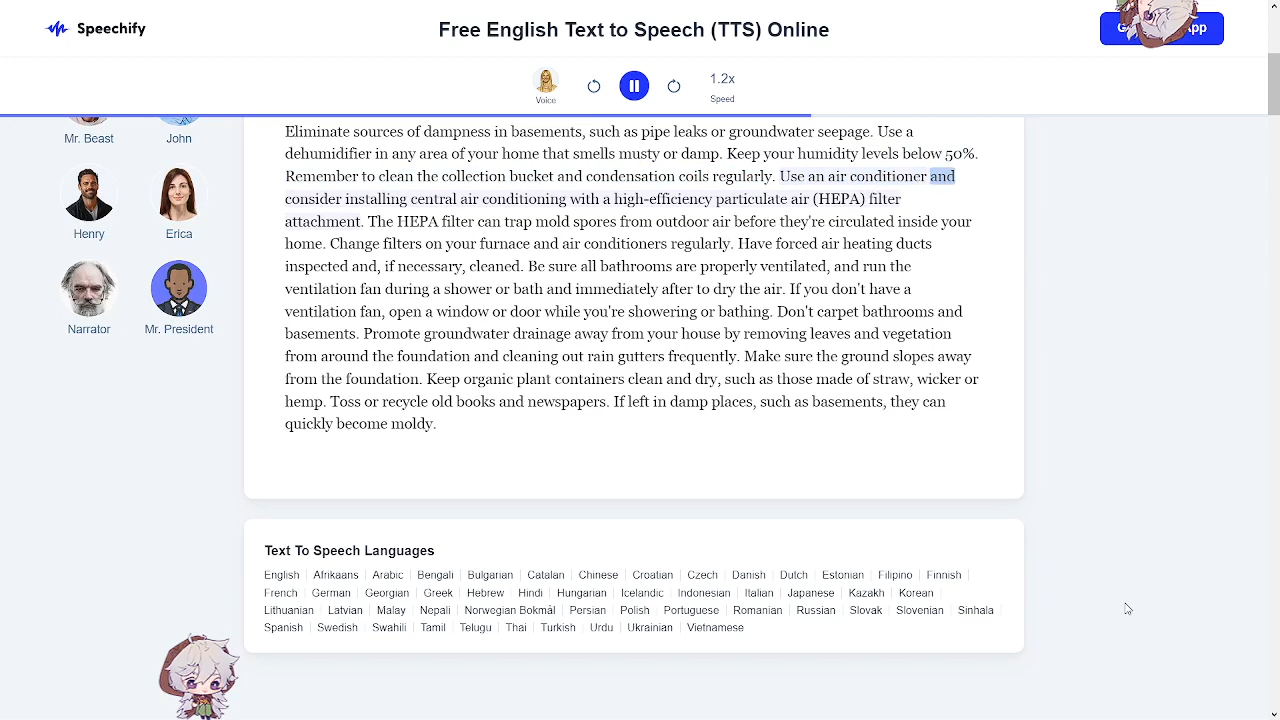 Speechify
Free English Text to Speech (TTS) Online
Voice
1.2x
Speed
Mr. Beast
John
Henry
Erica
Narrator
Mr. President
Eliminate sources of dampness in basements, such as pipe leaks or groundwater seepage. Use a
dehumidifier in any area of your home that smells musty or damp. Keep your humidity levels below 50%.
Remember to clean the collection bucket and condensation coils regularly. Use an air conditioner and
consider installing central air conditioning with a high-efficiency particulate air (HEPA) filter
attachment. The HEPA filter can trap mold spores from outdoor air before they're circulated inside your
home. Change filters on your furnace and air conditioners regularly. Have forced air heating ducts
inspected and, if necessary, cleaned. Be sure all bathrooms are properly ventilated, and run the
ventilation fan during a shower or bath and immediately after to dry the air. If you don't have a
ventilation fan, open a window or door while you're showering or bathing. Don't carpet bathrooms and
basements. Promote groundwater drainage away from your house by removing leaves and vegetation
from around the foundation and cleaning out rain gutters frequently. Make sure the ground slopes away
from the foundation. Keep organic plant containers clean and dry, such as those made of straw, wicker or
hemp. Toss or recycle old books and newspapers. If left in damp places, such as basements, they can
quickly become moldy.
Text To Speech Languages
English Afrikaans Arabic Bengali Bulgarian Catalan Chinese Croatian Czech Danish Dutch Estonian Filipino Finnish
French German Georgian Greek Hebrew Hindi Hungarian Icelandic Indonesian Italian Japanese Kazakh Korean
Lithuanian Latvian Malay Nepali Norwegian Bokmål Persian Polish Portuguese Romanian Russian Slovak Slovenian Sinhala
Spanish Swedish Swahili Tamil Telugu Thai Turkish Urdu Ukrainian Vietnamese